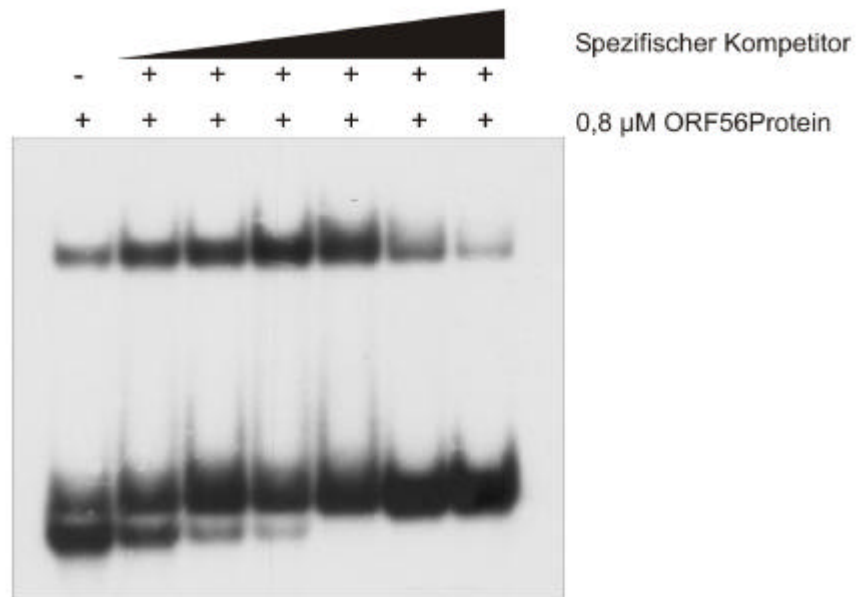 Spezifischer Kompetitor
- + + + + + +
+ + + + + + + 0,8 µM ORF56Protein